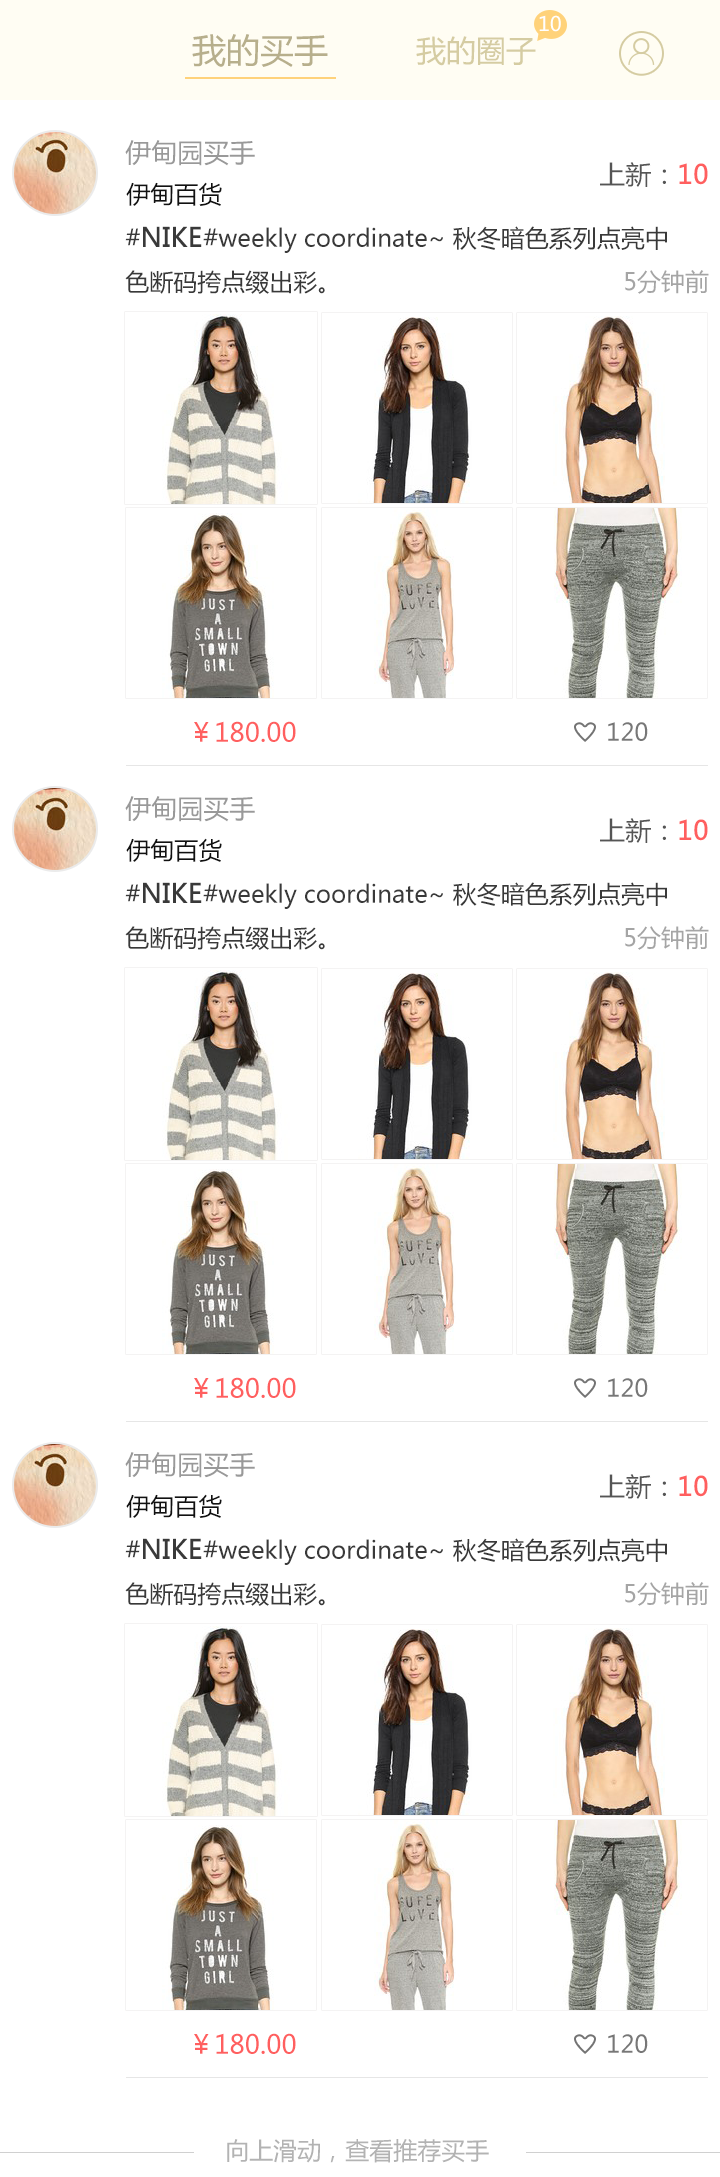 我的买手
我的圈子
10
伊甸园买手
伊甸百货
上新：10
#NIKE#weekly coordinate~ 秋冬暗色系列点亮中
色断码挎点缀出彩。
5分钟前
JUST
A
SMALL
TOWN
GIRL
SUPER
LOVE
¥180.00
120
伊甸园买手
伊甸百货
上新：10
#NIKE#weekly coordinate~ 秋冬暗色系列点亮中
色断码挎点缀出彩。
5分钟前
JUST
A
SMALL
TOWN
GIRL
SUPER
LOVE
¥180.00
120
伊甸园买手
伊甸百货
上新：10
#NIKE#weekly coordinate~ 秋冬暗色系列点亮中
色断码挎点缀出彩。
5分钟前
JUST
A
SMALL
TOWN
GIRL
SUPER
LOVE
¥180.00
120
向上滑动，查看推荐买手